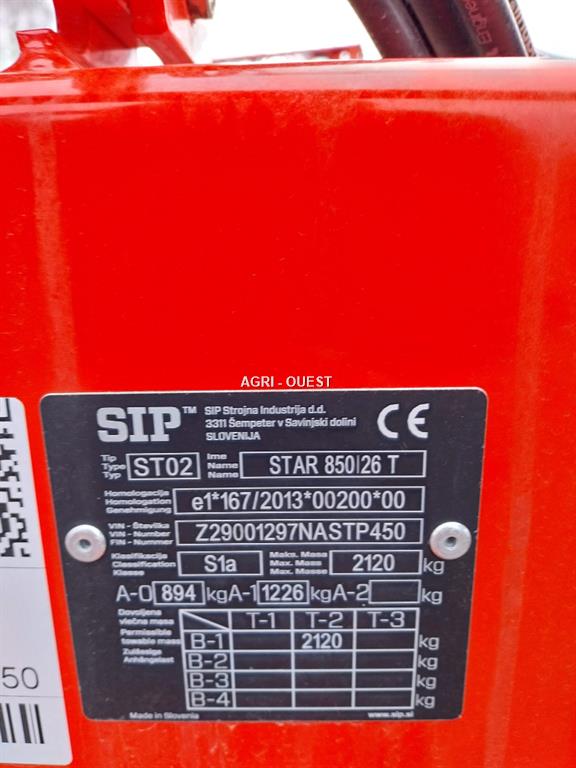 AGRI - OUEST
SIP™ SIP Strojna Industrija d.d.
3311 Šempeter v Savinjski dolini
SLOVENIJA
CE
Tip
Type
Typ
ST02
Ime
Name
Name
STAR 850|26 T
Homologacija
Homologation
Genehmigung
e1*167/2013*00200*00
VIN - Številka
VIN - Number
FIN - Nummer
Z29001297NASTP450
Klasifikacija
Classification
Klasse
S1a
Maks. Masa
Max. Mass
Max. Masse
2120 kg
A-0 894 kg A-1 1226 kg A-2 kg
Dovoljena
vlečna masa
Permissible
towable mass
Zulässige
Anhängelast
T-1 T-2 T-3
B-1 2120 kg
B-2 kg
B-3 kg
B-4 kg
Made in Slovenia
www.sip.si
50